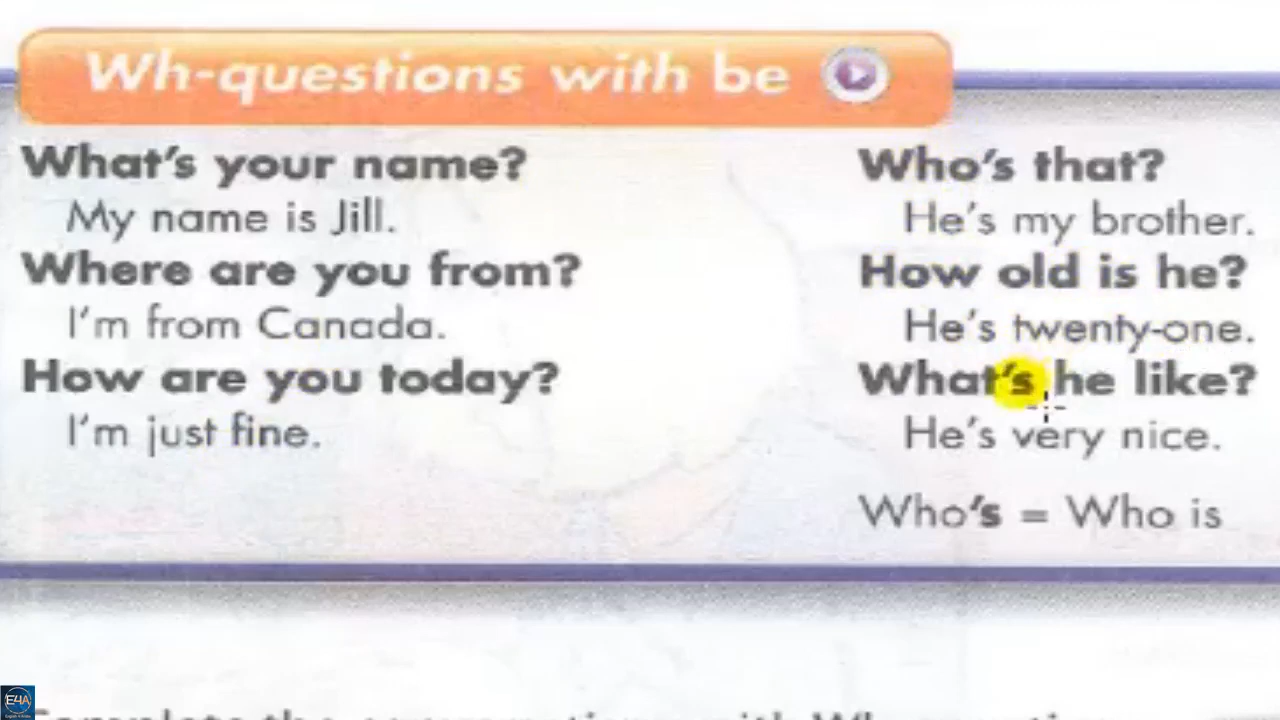 Wh-questions with be
What's your name?
My name is Jill.
Where are you from?
I'm from Canada.
How are you today?
I'm just fine.
Who's that?
He's my brother.
How old is he?
He's twenty-one.
What's he like?
He's very nice.
Who's = Who is
E4A